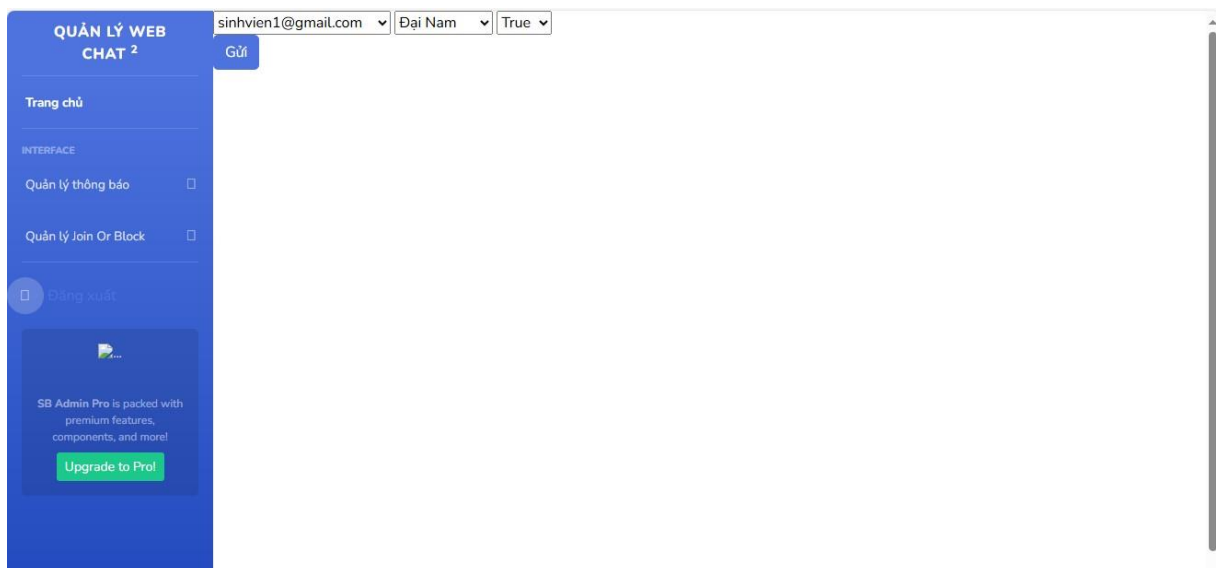 QUẢN LÝ WEB
CHAT 2
Trang chủ
INTERFACE
Quản lý thông báo
Quản lý Join Or Block
Đăng xuất
...
SB Admin Pro is packed with
premium features,
components, and more!
Upgrade to Pro!
sinhvien1@gmail.com Đại Nam True
Gửi